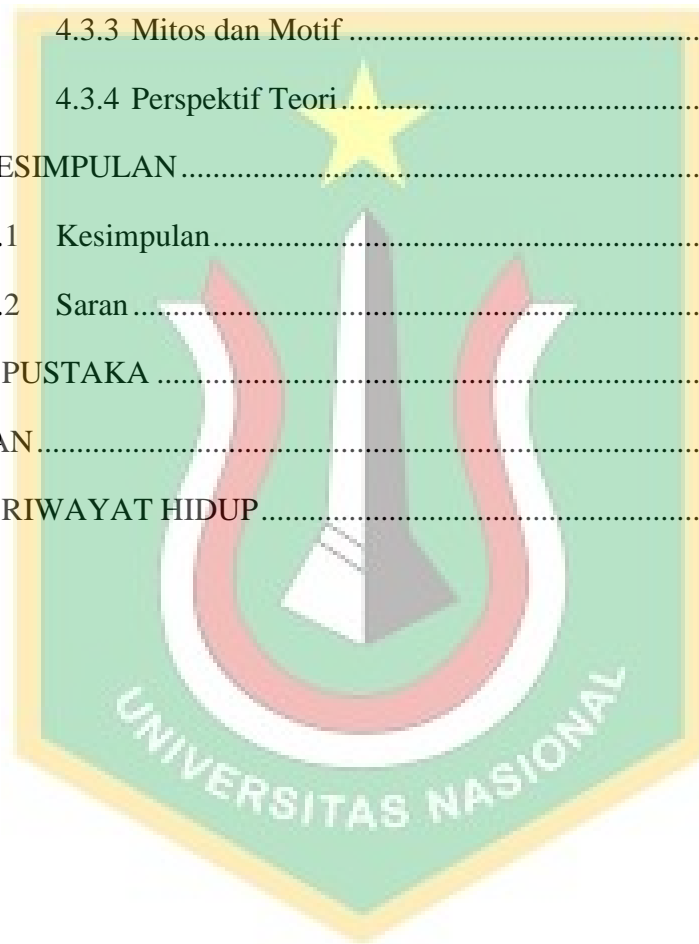 4.3.3 Mitos dan Motif ................................................
4.3.4 Perspektif Teori ................................................
ESIMPULAN ................................................
.1 Kesimpulan ................................................
.2 Saran ................................................
PUSTAKA ................................................
AN ................................................
RIWAYAT HIDUP ................................................
UNIVERSITAS NASIONAL